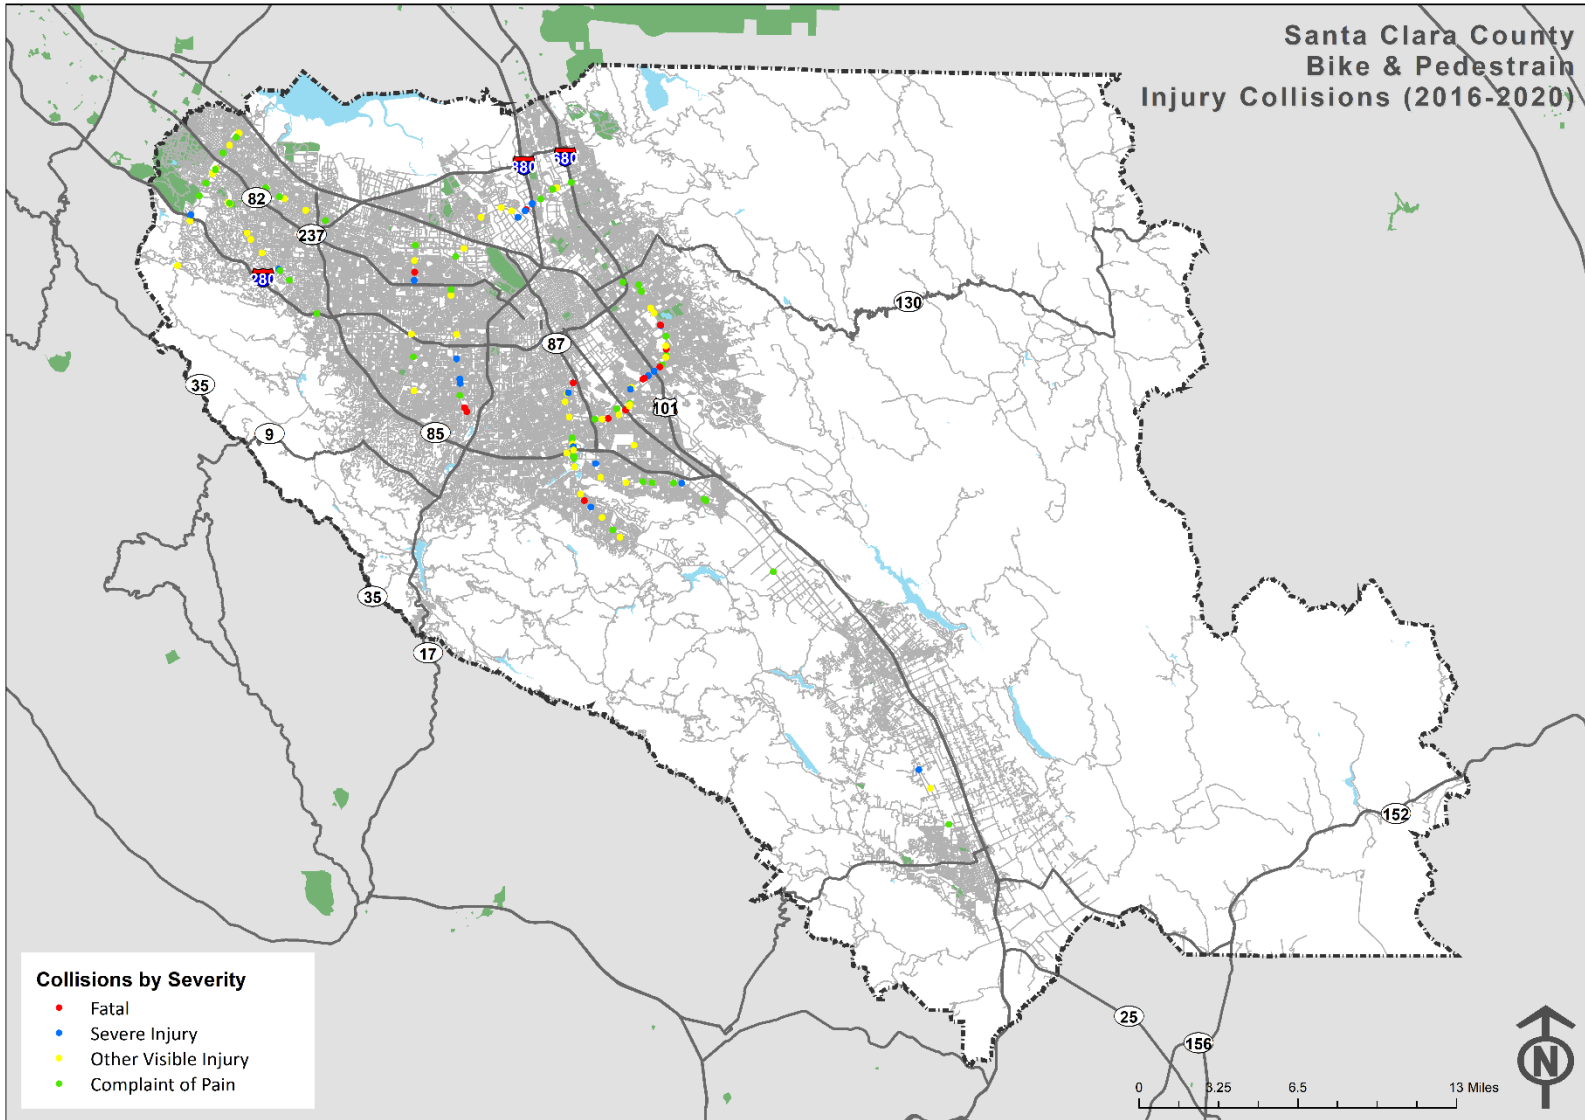 Santa Clara County
Bike & Pedestrain
Injury Collisions (2016-2020)
880
680
82
237
280
130
87
35
101
9
85
35
17
152
25
156
Collisions by Severity
Fatal
Severe Injury
Other Visible Injury
Complaint of Pain
0 3.25 6.5 13 Miles
N